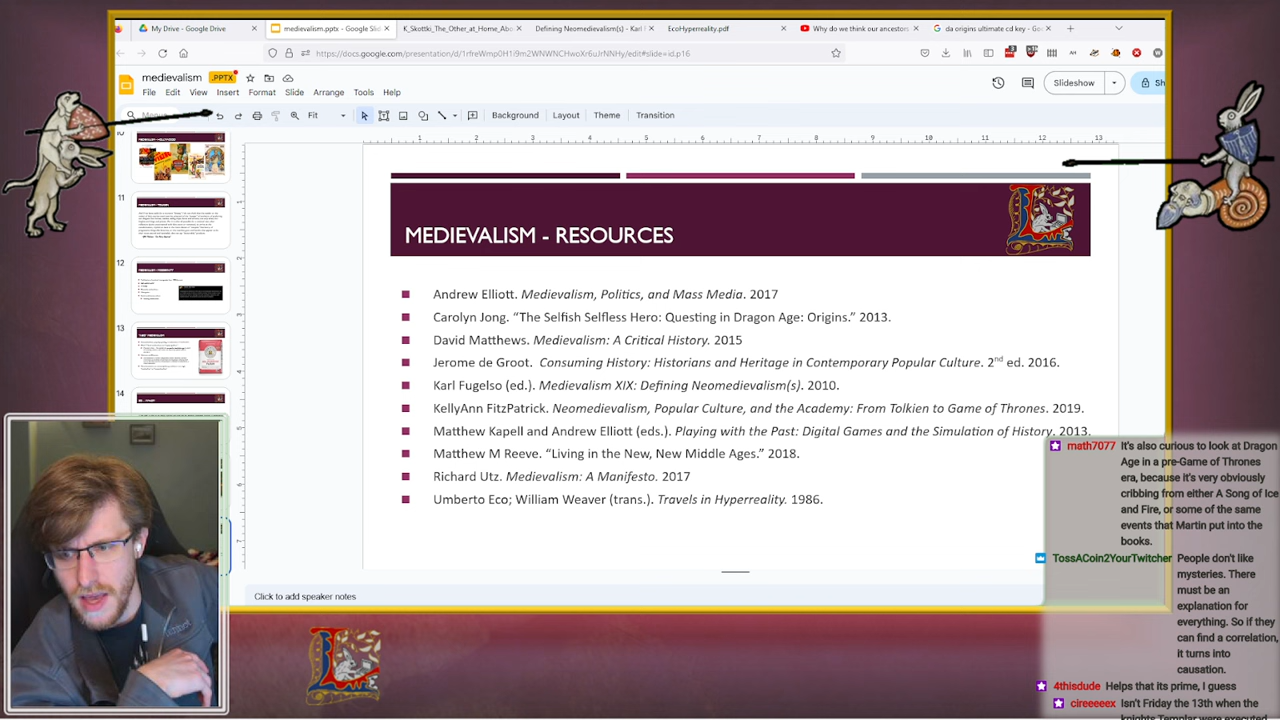 My Drive - Google Drive
medievalism.pptx - Google Slid
K_Skottki_The_Other_at_Home_Abo
Defining Neomedievalism(s) - Karl
EcoHyperreality.pdf
Why do we think our ancestors
da origins ultimate cd key - Goo
medievalism .PPTX
File Edit View Insert Format Slide Arrange Tools Help
Slideshow
Fit
Background Layout Theme Transition
11
12
13
14
MEDIEVALISM - RESOURCES
Andrew Elliott. Medievalism, Politics, and Mass Media. 2017
Carolyn Jong. “The Selfish Selfless Hero: Questing in Dragon Age: Origins.” 2013.
David Matthews. Medievalism: A Critical History. 2015
Jerome de Groot. Consuming History: Historians and Heritage in Contemporary Popular Culture. 2nd ed. 2016.
Karl Fugelso (ed.). Medievalism XIX: Defining Neomedievalism(s). 2010.
KellyAnn FitzPatrick. Neomedievalism, Popular Culture, and the Academy: From Tolkien to Game of Thrones. 2019.
Matthew Kapell and Andrew Elliott (eds.). Playing with the Past: Digital Games and the Simulation of History. 2013.
Matthew M Reeve. “Living in the New, New Middle Ages.” 2018.
Richard Utz. Medievalism: A Manifesto. 2017
Umberto Eco; William Weaver (trans.). Travels in Hyperreality. 1986.
Click to add speaker notes
math7077 It's also curious to look at Dragon
Age in a pre-Game of Thrones
era, because it's very obviously
cribbing from either A Song of Ice
and Fire, or some of the same
events that Martin put into the
books.
TossACoin2YourTwitcher People don't like
mysteries. There
must be an
explanation for
everything. So if they
can find a correlation,
it turns into
causation.
4thisdude Helps that its prime, I guess
cireeeeex Isn't Friday the 13th when the
knights Templar were executed